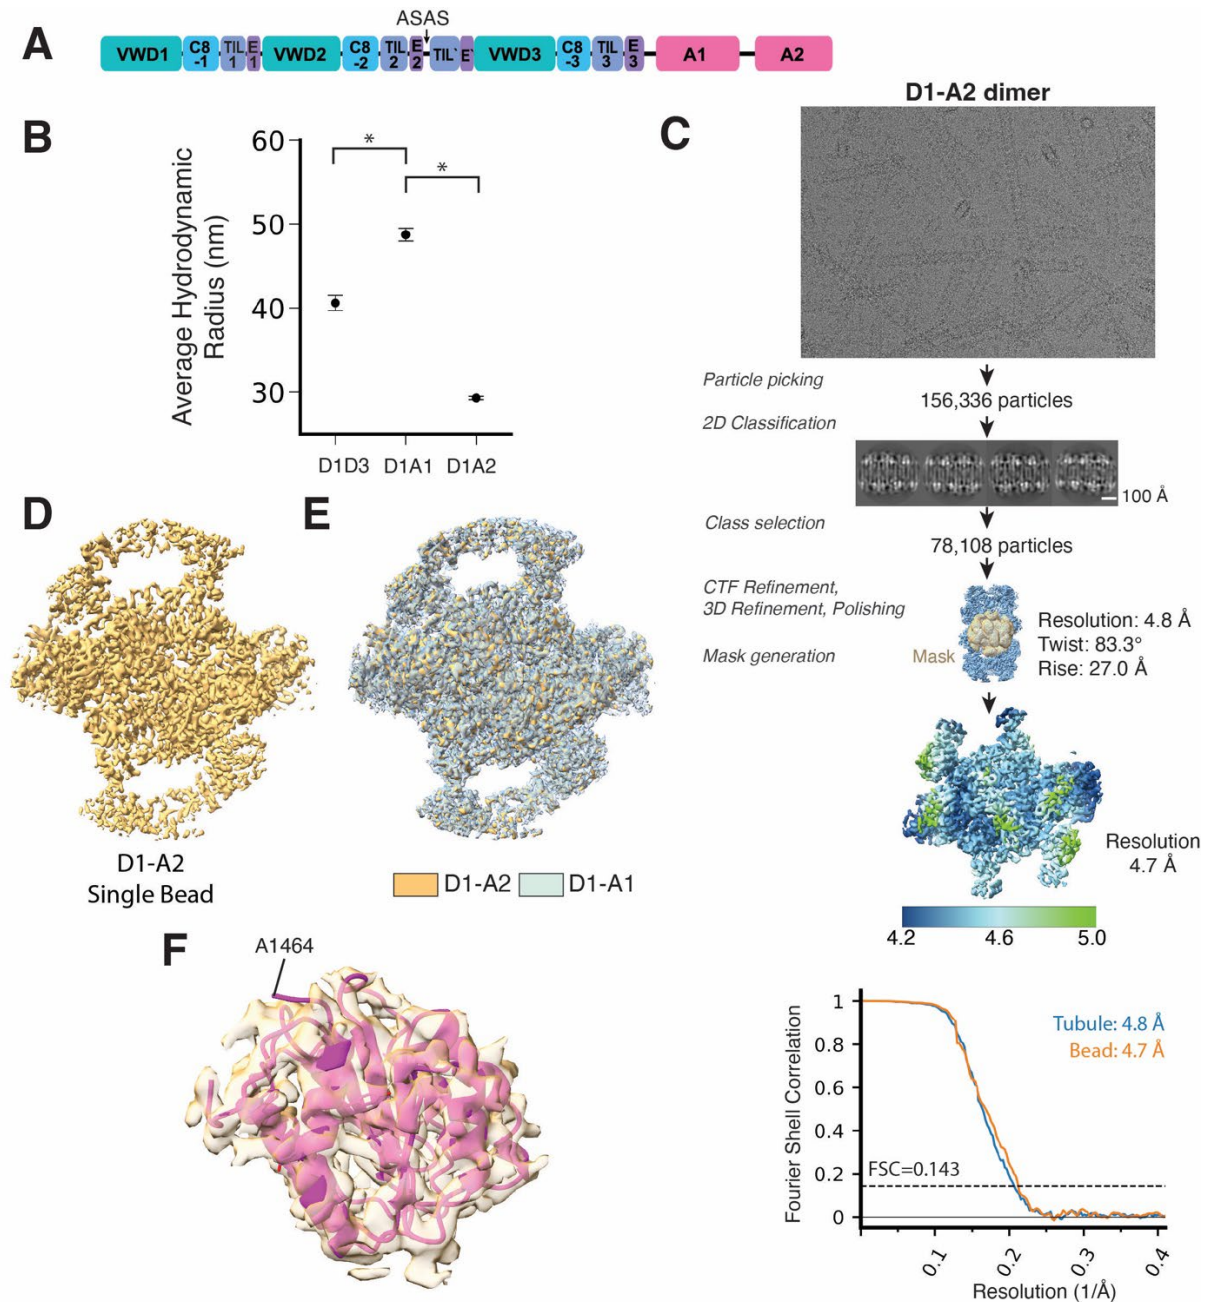 A
ASAS
VWD1 C8 -1 TIL 1 E 1 VWD2 C8 -2 TIL 2 E 2 TIL` E` VWD3 C8 -3 TIL 3 E 3 A1 A2
B
Average Hydrodynamic
Radius (nm)
60
50
40
30
* *
D1D3 D1A1 D1A2
C
D1-A2 dimer
Particle picking
156,336 particles
2D Classification
100 Å
Class selection
78,108 particles
CTF Refinement,
3D Refinement, Polishing
Mask generation
Mask
Resolution: 4.8 Å
Twist: 83.3°
Rise: 27.0 Å
Resolution
4.7 Å
4.2 4.6 5.0
Fourier Shell Correlation
1
0.8
0.6
0.4
0.2
0
Tubule: 4.8 Å
Bead: 4.7 Å
FSC=0.143
0.1 0.2 0.3 0.4
Resolution (1/Å)
D
D1-A2
Single Bead
E
D1-A2 D1-A1
F
A1464